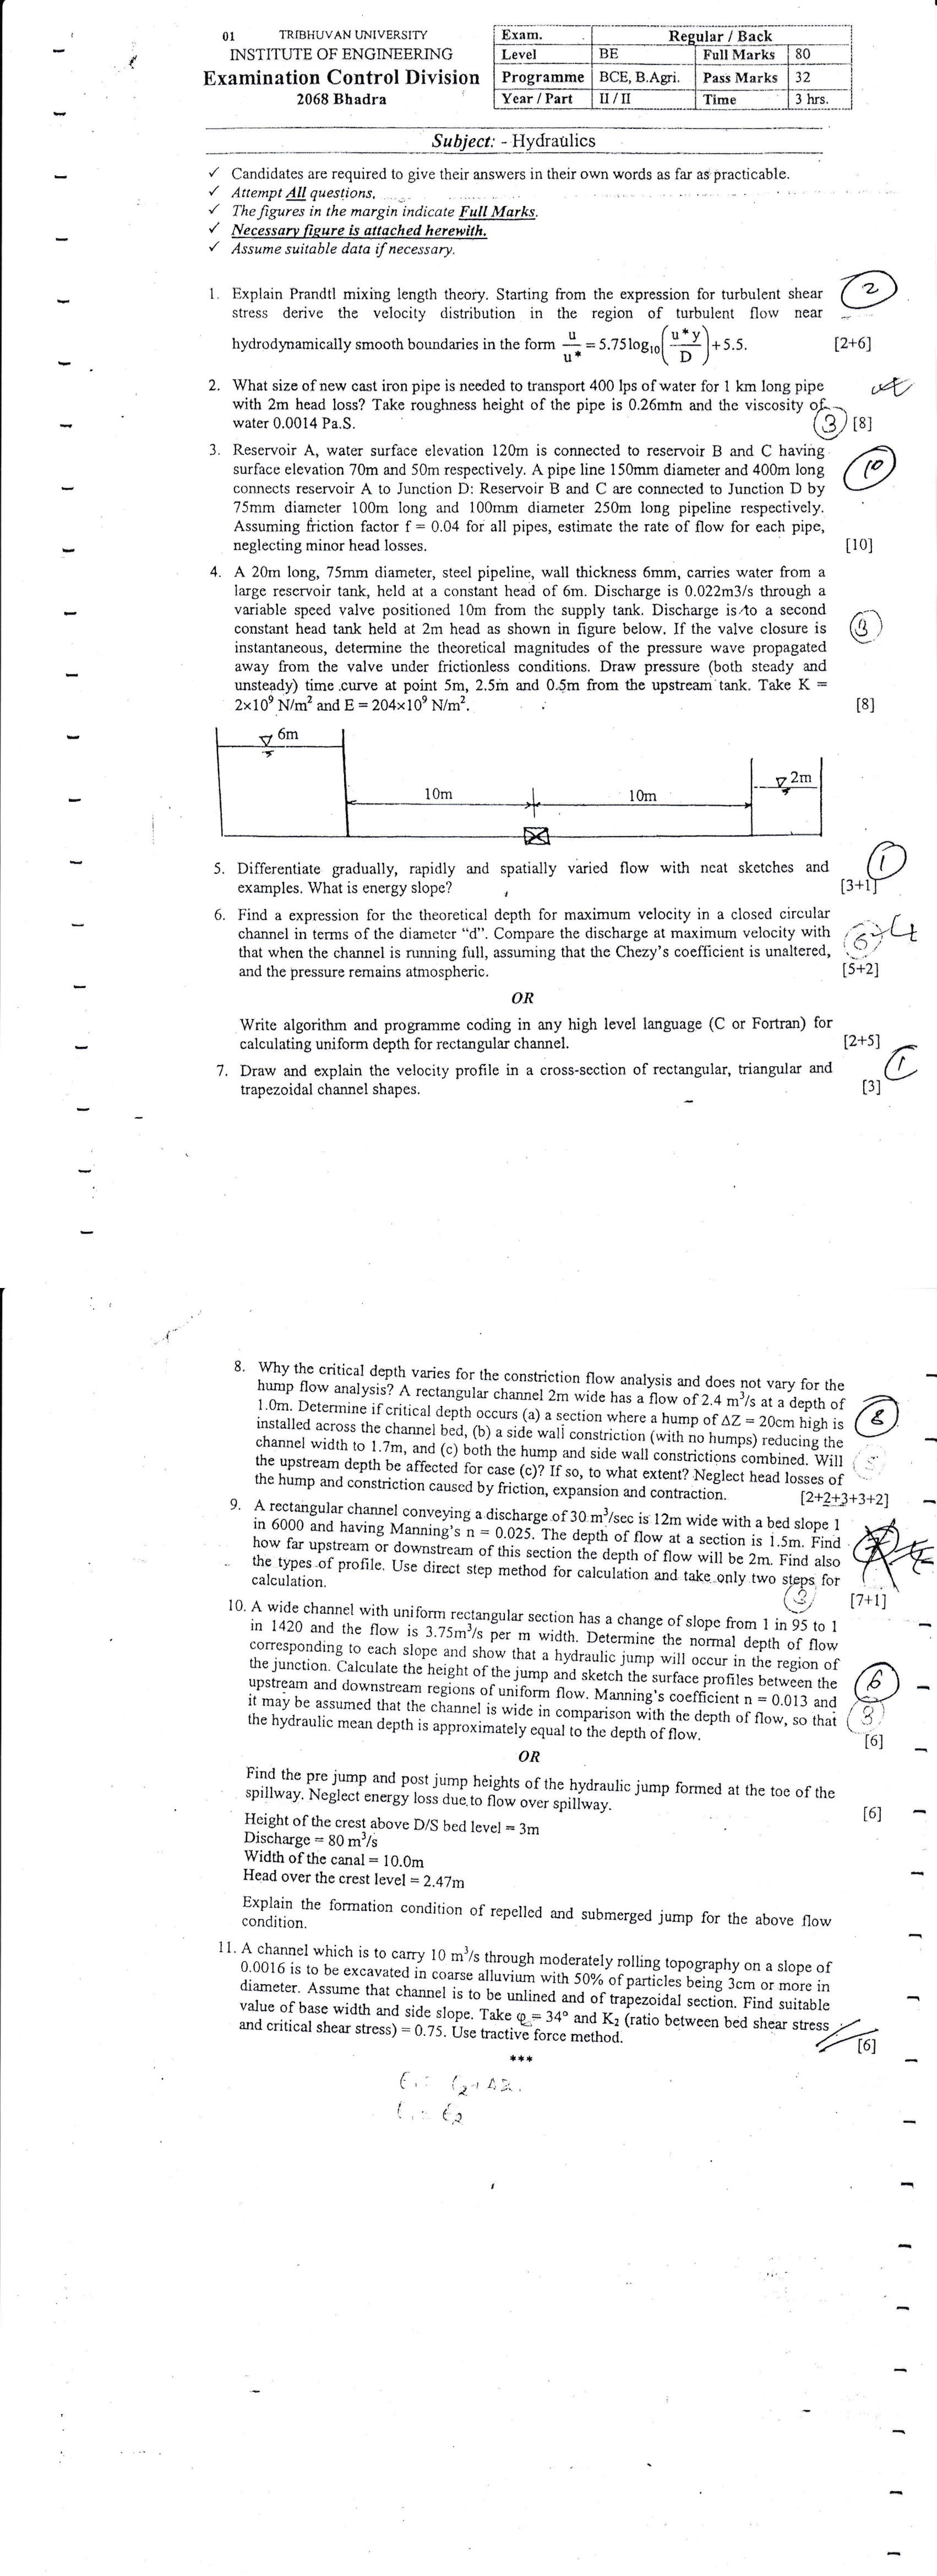 01 TRIBHUVAN UNIVERSITY
INSTITUTE OF ENGINEERING
Examination Control Division
2068 Bhadra
Exam. Regular / Back
Level BE Full Marks 80
Programme BCE, B.Agri. Pass Marks 32
Year / Part II / II Time 3 hrs.
Subject: - Hydraulics
✓ Candidates are required to give their answers in their own words as far as practicable.
✓ Attempt All questions.
✓ The figures in the margin indicate Full Marks.
✓ Necessary figure is attached herewith.
✓ Assume suitable data if necessary.
1. Explain Prandtl mixing length theory. Starting from the expression for turbulent shear
stress derive the velocity distribution in the region of turbulent flow near
hydrodynamically smooth boundaries in the form u/u* = 5.75 log10 (u*y/D) + 5.5. [2+6]
2
2. What size of new cast iron pipe is needed to transport 400 lps of water for 1 km long pipe
with 2m head loss? Take roughness height of the pipe is 0.26mm and the viscosity of
water 0.0014 Pa.S. 3 [8]
3. Reservoir A, water surface elevation 120m is connected to reservoir B and C having
surface elevation 70m and 50m respectively. A pipe line 150mm diameter and 400m long
connects reservoir A to Junction D: Reservoir B and C are connected to Junction D by
75mm diameter 100m long and 100mm diameter 250m long pipeline respectively.
Assuming friction factor f = 0.04 for all pipes, estimate the rate of flow for each pipe,
neglecting minor head losses. [10]
10
4. A 20m long, 75mm diameter, steel pipeline, wall thickness 6mm, carries water from a
large reservoir tank, held at a constant head of 6m. Discharge is 0.022m3/s through a
variable speed valve positioned 10m from the supply tank. Discharge is to a second
constant head tank held at 2m head as shown in figure below. If the valve closure is
instantaneous, determine the theoretical magnitudes of the pressure wave propagated
away from the valve under frictionless conditions. Draw pressure (both steady and
unsteady) time curve at point 5m, 2.5m and 0.5m from the upstream tank. Take K =
2×10⁹ N/m² and E = 204×10⁹ N/m². [8]
6m
2m
10m 10m
5. Differentiate gradually, rapidly and spatially varied flow with neat sketches and
examples. What is energy slope? [3+1]
1
6. Find a expression for the theoretical depth for maximum velocity in a closed circular
channel in terms of the diameter “d”. Compare the discharge at maximum velocity with
that when the channel is running full, assuming that the Chezy's coefficient is unaltered,
and the pressure remains atmospheric. [5+2]
OR
Write algorithm and programme coding in any high level language (C or Fortran) for
calculating uniform depth for rectangular channel. [2+5]
7. Draw and explain the velocity profile in a cross-section of rectangular, triangular and
trapezoidal channel shapes. [3]
1
8. Why the critical depth varies for the constriction flow analysis and does not vary for the
hump flow analysis? A rectangular channel 2m wide has a flow of 2.4 m³/s at a depth of
1.0m. Determine if critical depth occurs (a) a section where a hump of ΔZ = 20cm high is
installed across the channel bed, (b) a side wall constriction (with no humps) reducing the
channel width to 1.7m, and (c) both the hump and side wall constrictions combined. Will
the upstream depth be affected for case (c)? If so, to what extent? Neglect head losses of
the hump and constriction caused by friction, expansion and contraction. [2+2+3+3+2]
8
9. A rectangular channel conveying a discharge of 30 m³/sec is 12m wide with a bed slope 1
in 6000 and having Manning's n = 0.025. The depth of flow at a section is 1.5m. Find
how far upstream or downstream of this section the depth of flow will be 2m. Find also
the types of profile. Use direct step method for calculation and take only two steps for
calculation. [7+1]
10. A wide channel with uniform rectangular section has a change of slope from 1 in 95 to 1
in 1420 and the flow is 3.75m³/s per m width. Determine the normal depth of flow
corresponding to each slope and show that a hydraulic jump will occur in the region of
the junction. Calculate the height of the jump and sketch the surface profiles between the
upstream and downstream regions of uniform flow. Manning's coefficient n = 0.013 and
it may be assumed that the channel is wide in comparison with the depth of flow, so that
the hydraulic mean depth is approximately equal to the depth of flow. [6]
6
3
OR
Find the pre jump and post jump heights of the hydraulic jump formed at the toe of the
spillway. Neglect energy loss due to flow over spillway. [6]
Height of the crest above D/S bed level = 3m
Discharge = 80 m³/s
Width of the canal = 10.0m
Head over the crest level = 2.47m
Explain the formation condition of repelled and submerged jump for the above flow
condition.
11. A channel which is to carry 10 m³/s through moderately rolling topography on a slope of
0.0016 is to be excavated in coarse alluvium with 50% of particles being 3cm or more in
diameter. Assume that channel is to be unlined and of trapezoidal section. Find suitable
value of base width and side slope. Take φ = 34° and K₂ (ratio between bed shear stress
and critical shear stress) = 0.75. Use tractive force method. [6]
***